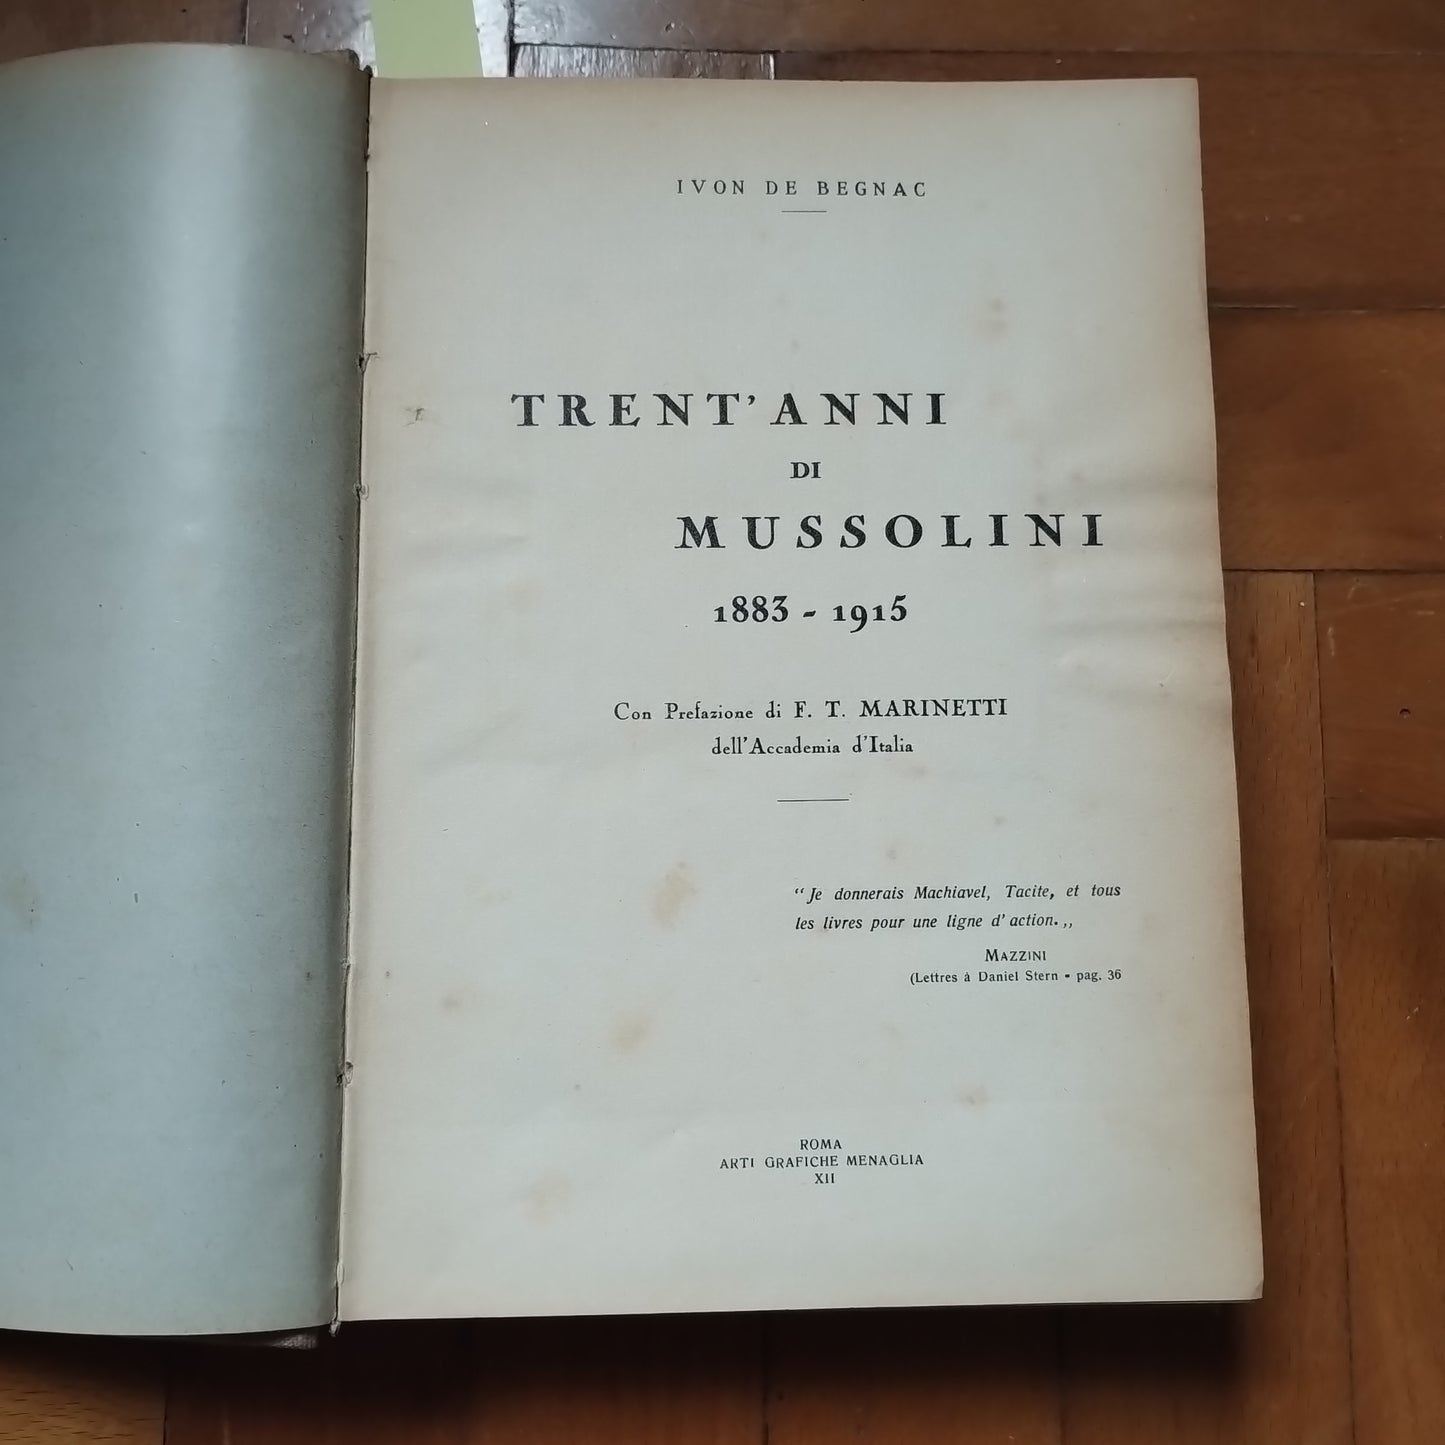 IVON DE BEGNAC
TRENT'ANNI
DI
MUSSOLINI
1883 - 1915
Con Prefazione di F. T. MARINETTI
dell'Accademia d'Italia
“Je donnerais Machiavel, Tacite, et tous
les livres pour une ligne d' action.„
MAZZINI
(Lettres à Daniel Stern - pag. 36
ROMA
ARTI GRAFICHE MENAGLIA
XII